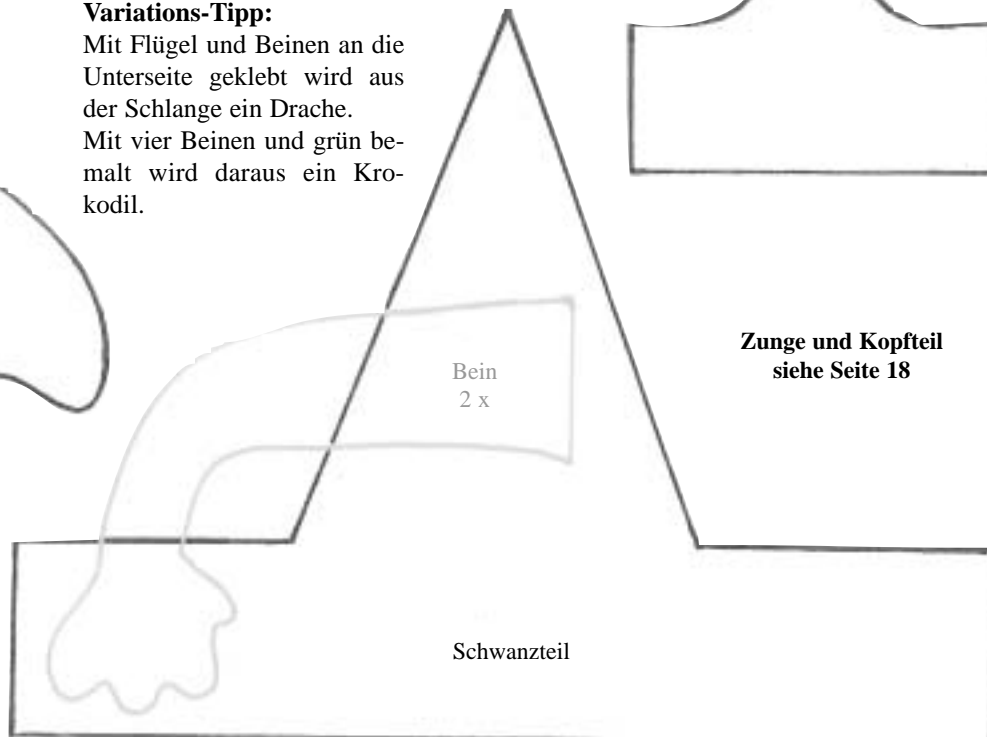 Variations-Tipp:
Mit Flügel und Beinen an die
Unterseite geklebt wird aus
der Schlange ein Drache.
Mit vier Beinen und grün be-
malt wird daraus ein Kro-
kodil.
Zunge und Kopfteil
siehe Seite 18
Bein
2 x
Schwanzteil